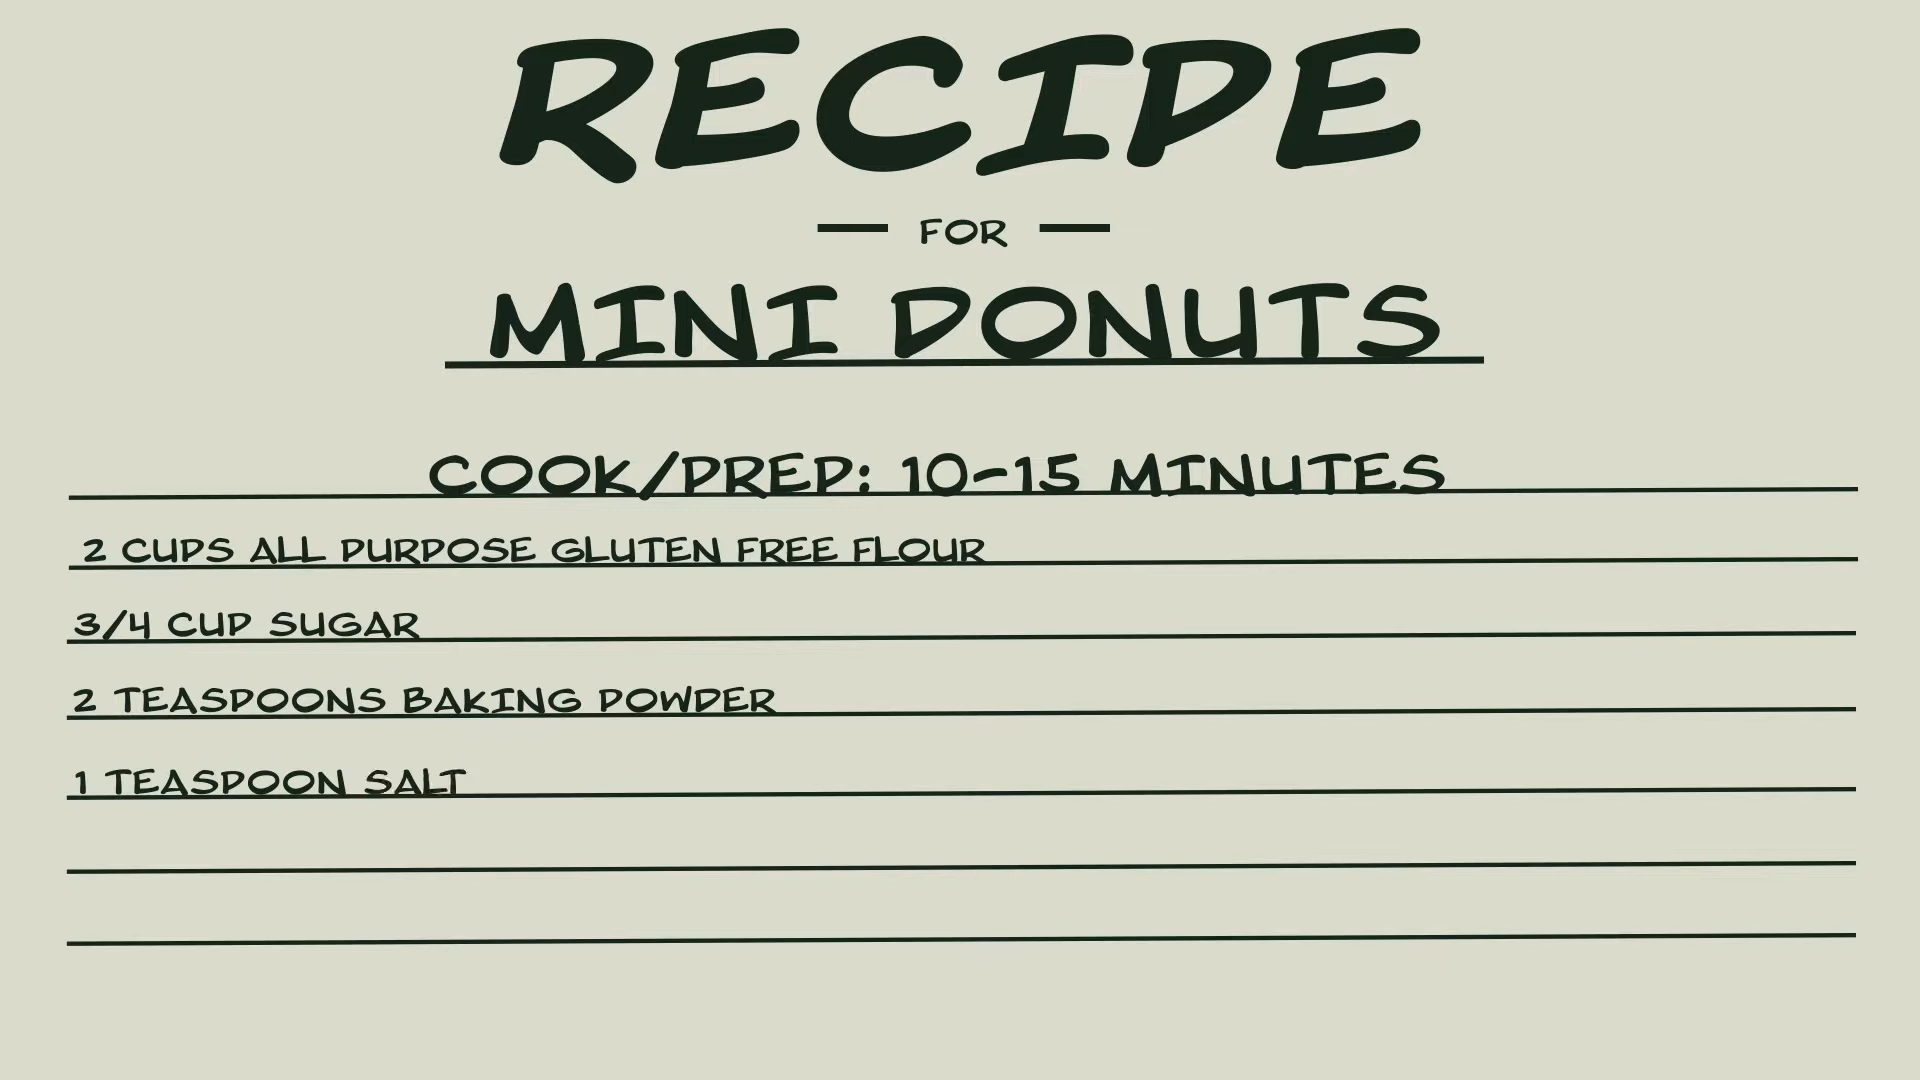 RECIPE
FOR
MINI DONUTS
COOK/PREP: 10-15 MINUTES
2 CUPS ALL PURPOSE GLUTEN FREE FLOUR
3/4 CUP SUGAR
2 TEASPOONS BAKING POWDER
1 TEASPOON SALT